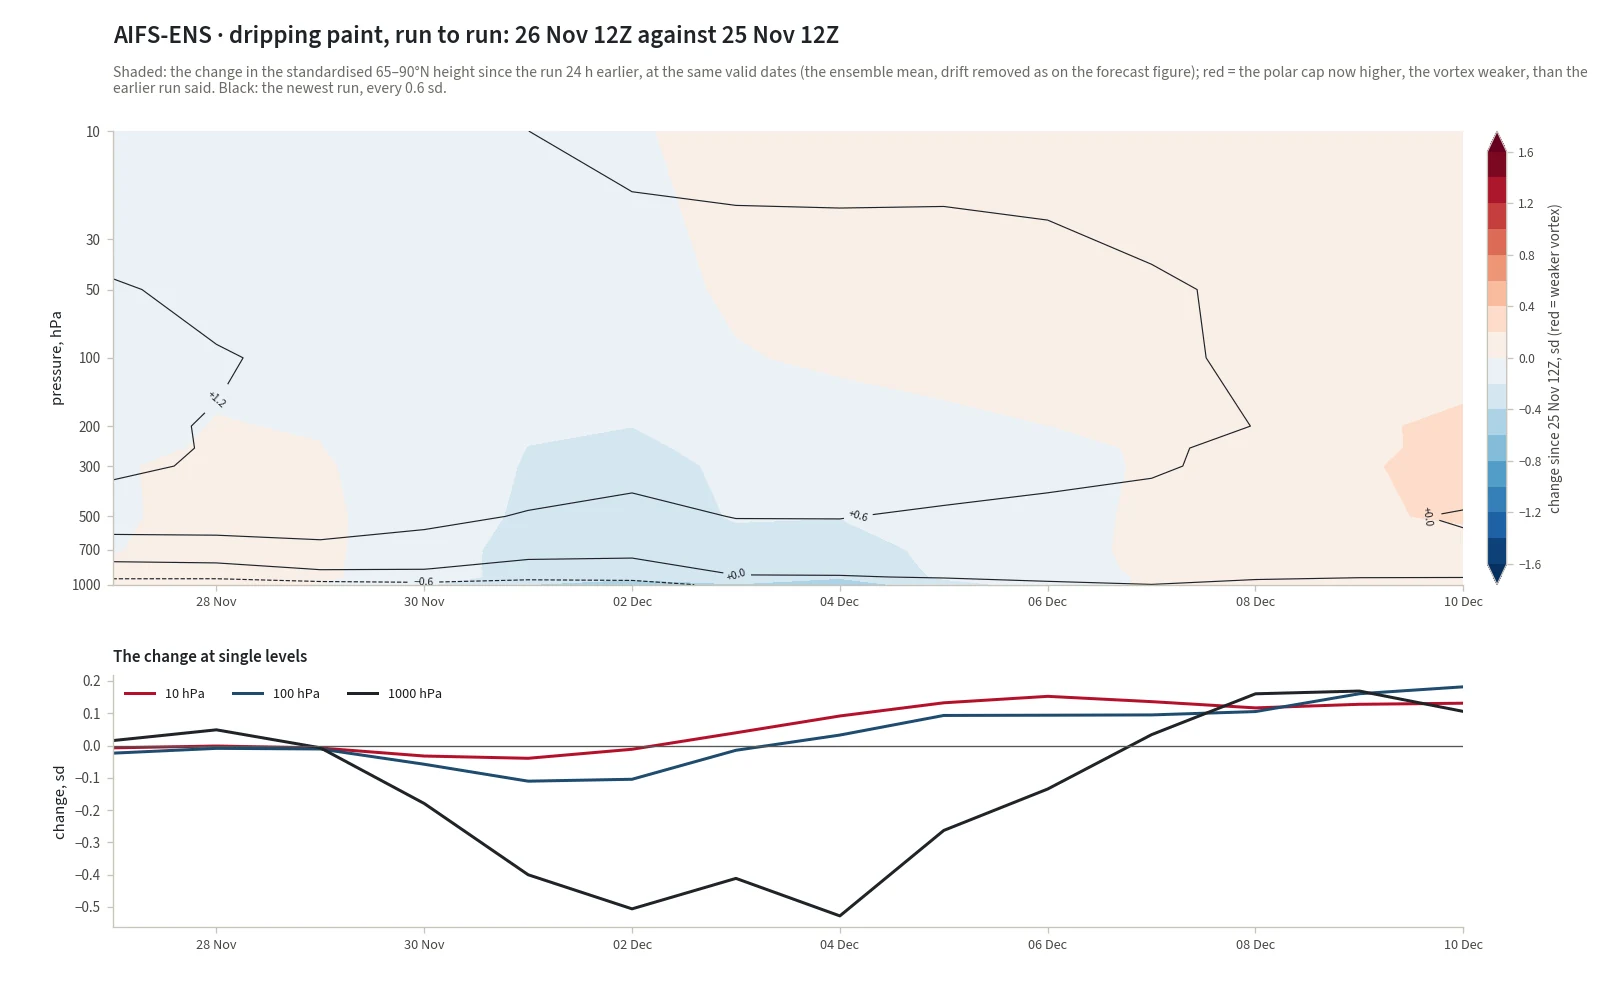 AIFS-ENS · dripping paint, run to run: 26 Nov 12Z against 25 Nov 12Z
Shaded: the change in the standardised 65–90°N height since the run 24 h earlier, at the same valid dates (the ensemble mean, drift removed as on the forecast figure); red = the polar cap now higher, the vortex weaker, than the
earlier run said. Black: the newest run, every 0.6 sd.
pressure, hPa
10
30
50
100
200
300
500
700
1000
+1.2
+0.6
+0.0
−0.6
+0.0
28 Nov
30 Nov
02 Dec
04 Dec
06 Dec
08 Dec
10 Dec
1.6
1.2
0.8
0.4
0.0
−0.4
−0.8
−1.2
−1.6
change since 25 Nov 12Z, sd (red = weaker vortex)
The change at single levels
10 hPa
100 hPa
1000 hPa
change, sd
0.2
0.1
0.0
−0.1
−0.2
−0.3
−0.4
−0.5
28 Nov
30 Nov
02 Dec
04 Dec
06 Dec
08 Dec
10 Dec